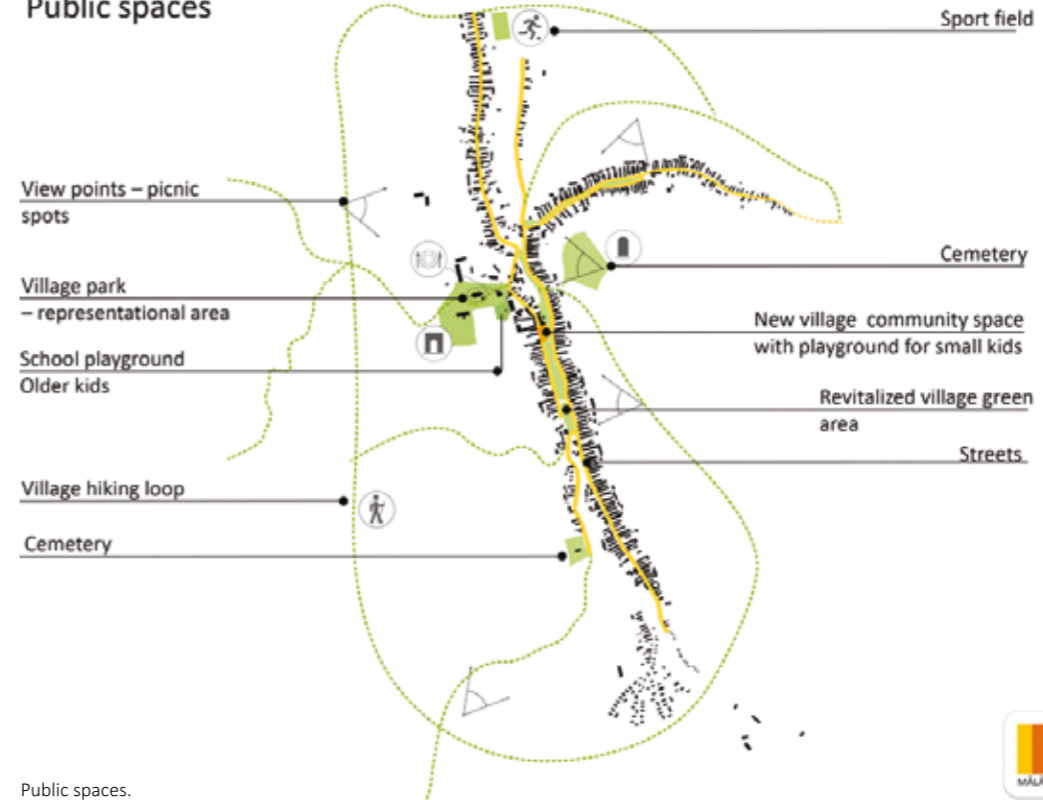 Public spaces
Sport field
View points – picnic
spots
Cemetery
Village park
– representational area
New village community space
with playground for small kids
School playground
Older kids
Revitalized village green
area
Streets
Village hiking loop
Cemetery
Public spaces.